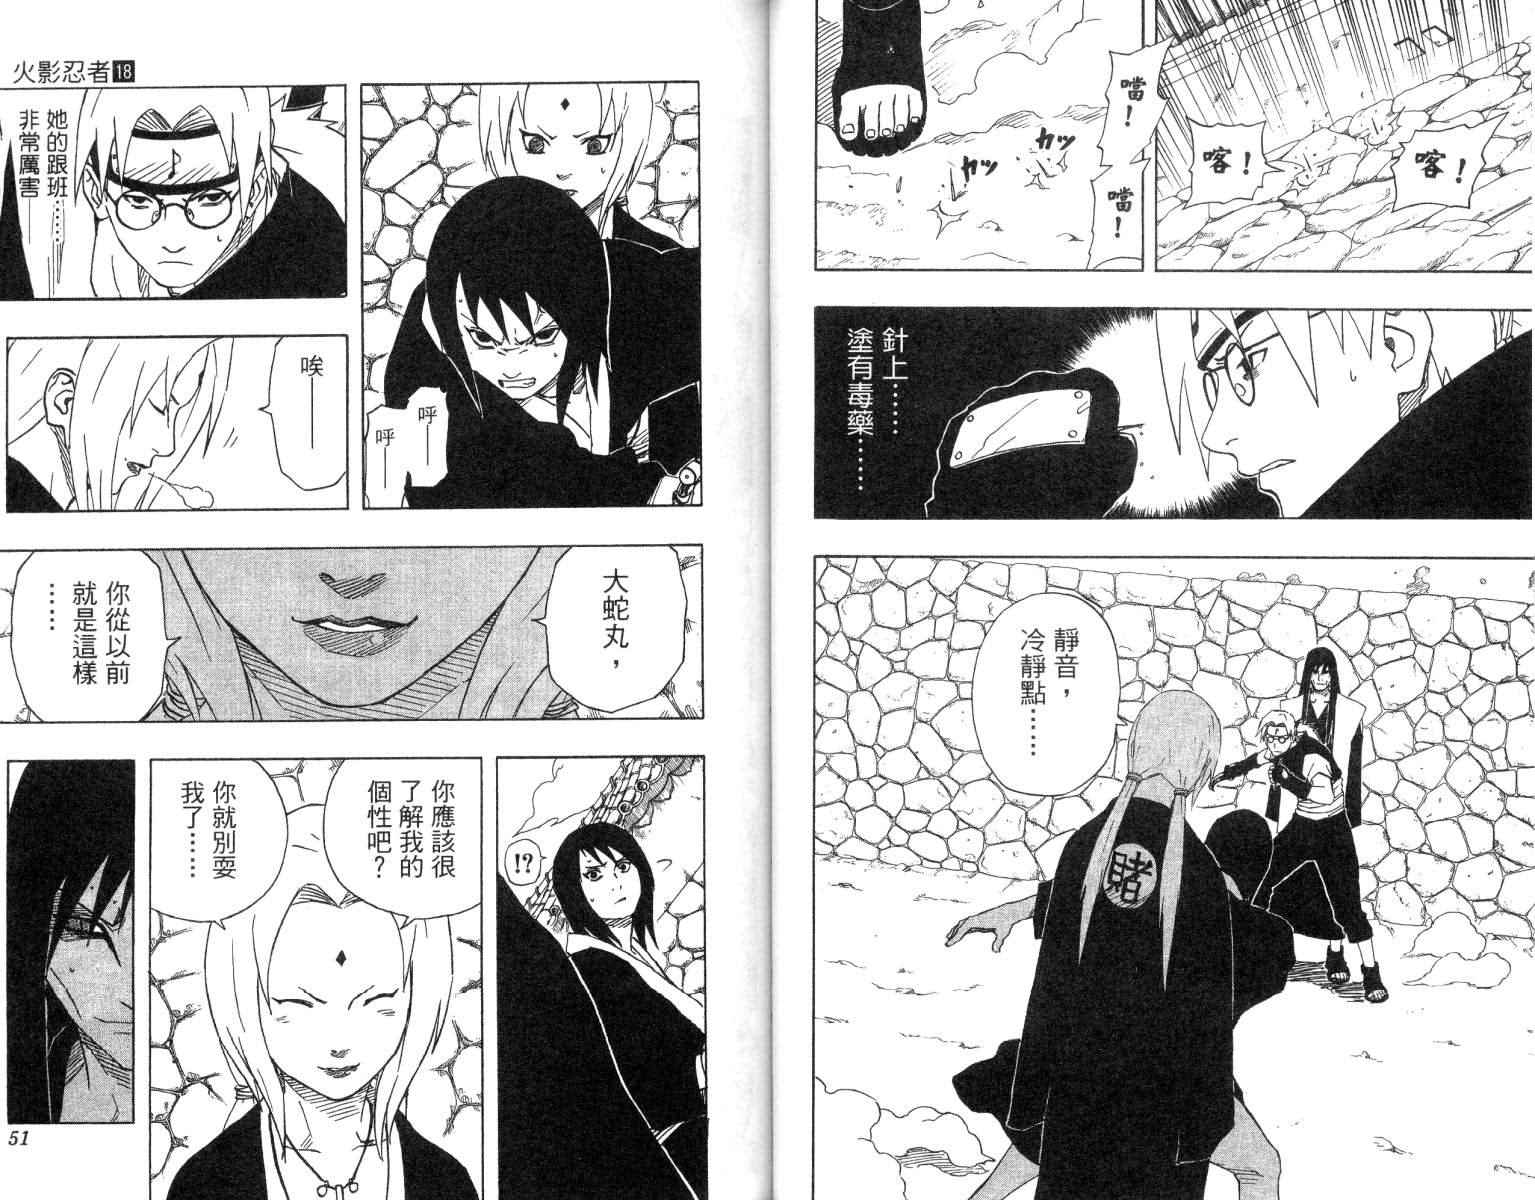 喀！
喀！
噹！
噹！
カッ
カッ
針上……
塗有毒藥……
靜音，
冷靜點……
賭
火影忍者18
呼——
呼——
她的跟班……
非常厲害——
唉——
大蛇丸，
你從以前
就是這樣
……
!?
你應該很
了解我的
個性吧？
你就別耍
我了……
51